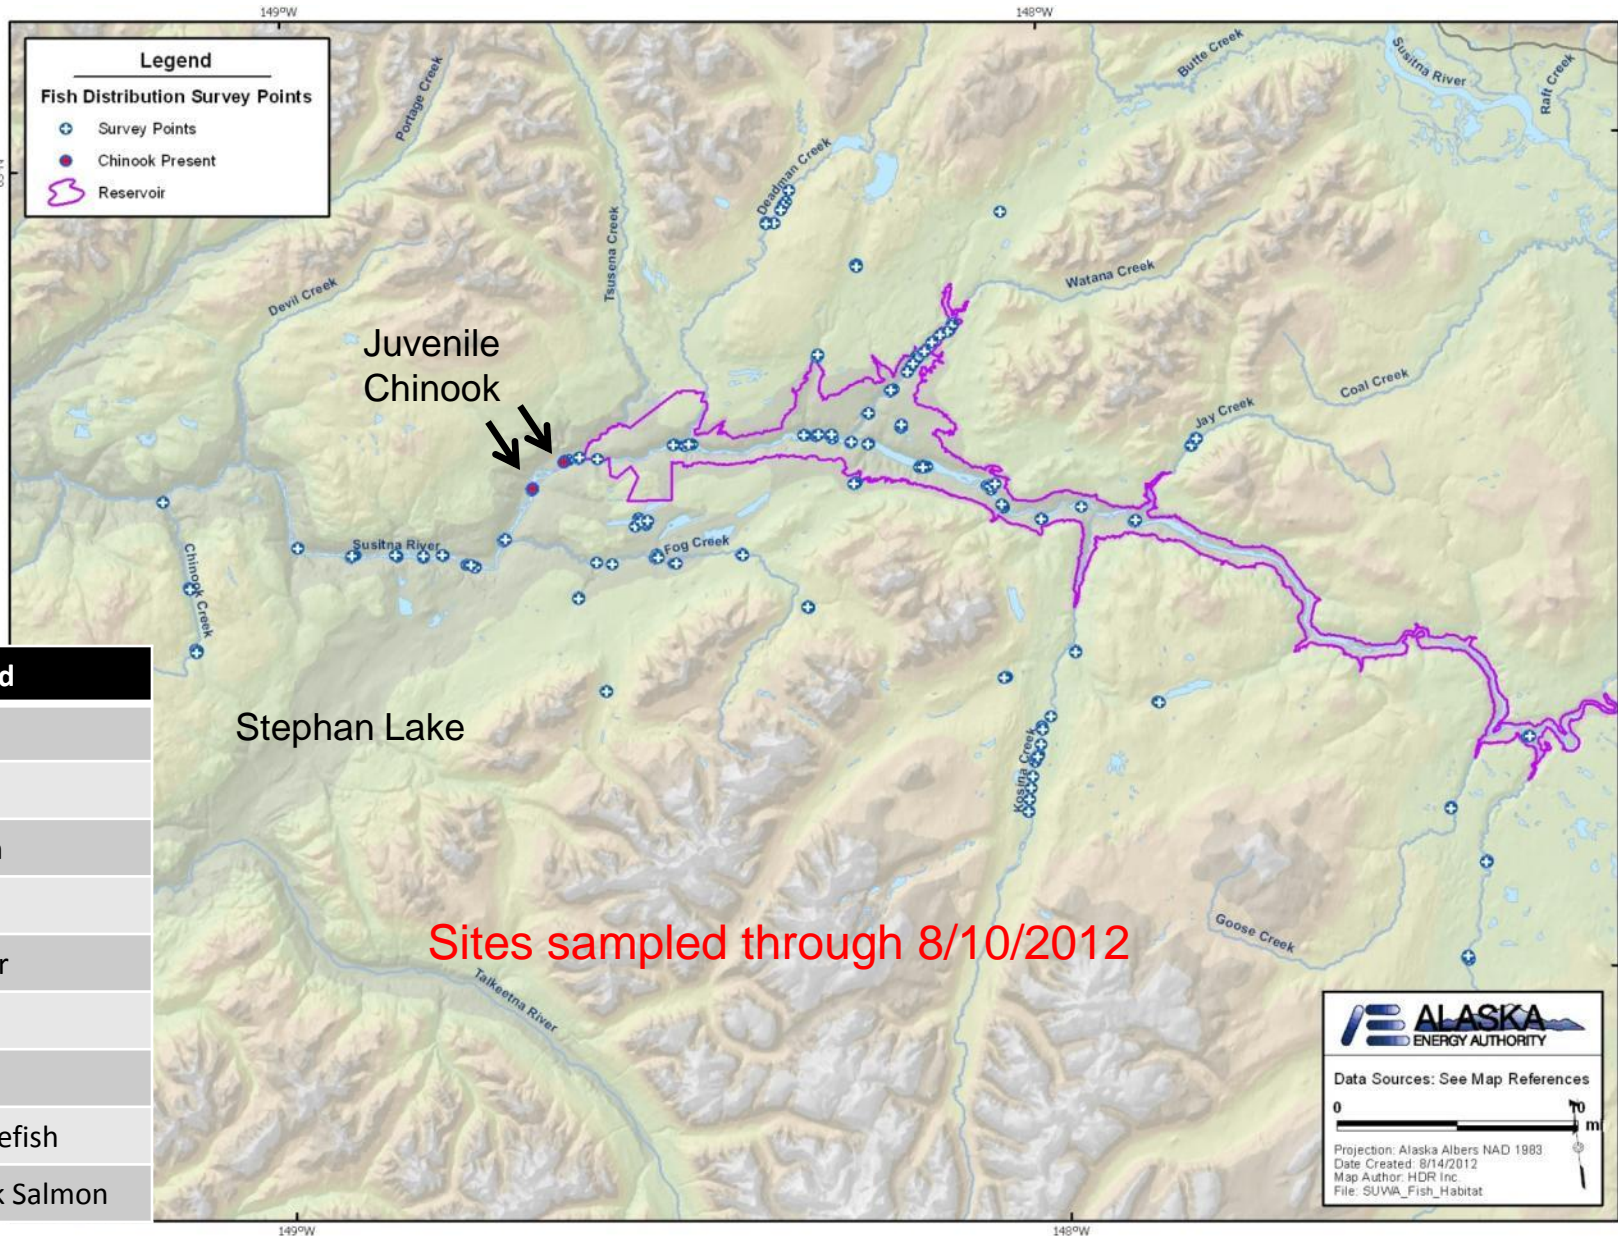 149°W
148°W
Legend
Fish Distribution Survey Points
Survey Points
Chinook Present
Reservoir
Portage Creek
Butte Creek
Susitna River
Raft Creek
Deadman Creek
Tsusena Creek
Devil Creek
Watana Creek
Juvenile
Chinook
Coal Creek
Jay Creek
Susitna River
Fog Creek
Chinook Creek
d
Stephan Lake
Kosina Creek
r
Goose Creek
Sites sampled through 8/10/2012
Talkeetna River
efish
k Salmon
ALASKA
ENERGY AUTHORITY
Data Sources: See Map References
0 10
mi
Projection: Alaska Albers NAD 1983
Date Created: 8/14/2012
Map Author: HDR Inc.
File: SUWA_Fish_Habitat
149°W
148°W